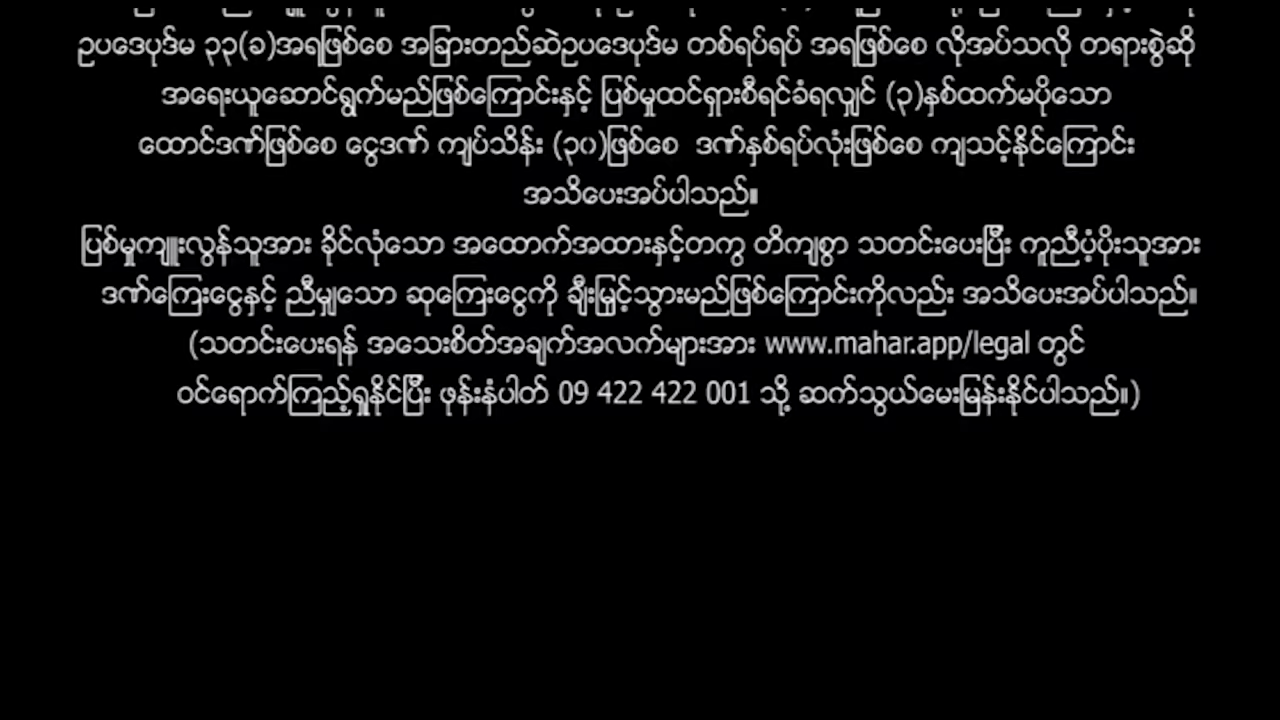 ဥပဒေပုဒ်မ ၃၃(ခ)အရဖြစ်စေ အခြားတည်ဆဲဥပဒေပုဒ်မ တစ်ရပ်ရပ် အရဖြစ်စေ လိုအပ်သလို တရားစွဲဆို
အရေးယူဆောင်ရွက်မည်ဖြစ်ကြောင်းနှင့် ပြစ်မှုထင်ရှားစီရင်ခံရလျှင် (၃)နှစ်ထက်မပိုသော
ထောင်ဒဏ်ဖြစ်စေ ငွေဒဏ် ကျပ်သိန်း (၃၀)ဖြစ်စေ ဒဏ်နှစ်ရပ်လုံးဖြစ်စေ ကျသင့်နိုင်ကြောင်း
အသိပေးအပ်ပါသည်။
ပြစ်မှုကျူးလွန်သူအား ခိုင်လုံသော အထောက်အထားနှင့်တကွ တိကျစွာ သတင်းပေးပြီး ကူညီပံ့ပိုးသူအား
ဒဏ်ကြေးငွေနှင့် ညီမျှသော ဆုကြေးငွေကို ချီးမြှင့်သွားမည်ဖြစ်ကြောင်းကိုလည်း အသိပေးအပ်ပါသည်။
(သတင်းပေးရန် အသေးစိတ်အချက်အလက်များအား www.mahar.app/legal တွင်
ဝင်ရောက်ကြည့်ရှုနိုင်ပြီး ဖုန်းနံပါတ် 09 422 422 001 သို့ ဆက်သွယ်မေးမြန်းနိုင်ပါသည်။)